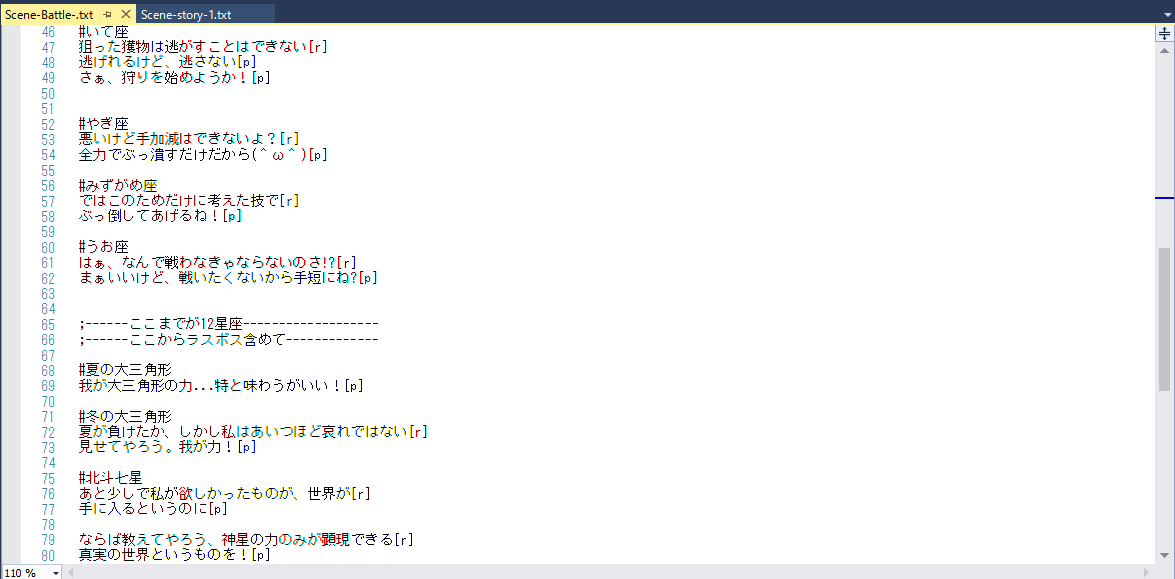 Scene-Battle-.txt
Scene-story-1.txt
46 #いて座
47 狙った獲物は逃がすことはできない[r]
48 逃げれるけど、逃さない[p]
49 さぁ、狩りを始めようか！[p]
50
51
52 #やぎ座
53 悪いけど手加減はできないよ？[r]
54 全力でぶっ潰すだけだから(＾ω＾)[p]
55
56 #みずがめ座
57 ではこのためだけに考えた技で[r]
58 ぶっ倒してあげるね！[p]
59
60 #うお座
61 はぁ、なんで戦わなきゃならないのさ!?[r]
62 まぁいいけど、戦いたくないから手短にね?[p]
63
64
65 ;------ここまでが12星座-------------------
66 ;------ここからラスボス含めて-------------
67
68 #夏の大三角形
69 我が大三角形の力...特と味わうがいい！[p]
70
71 #冬の大三角形
72 夏が負けたか、しかし私はあいつほど哀れではない[r]
73 見せてやろう。我が力！[p]
74
75 #北斗七星
76 あと少しで私が欲しかったものが、世界が[r]
77 手に入るというのに[p]
78
79 ならば教えてやろう、神星の力のみが顕現できる[r]
80 真実の世界というものを！[p]
110 %